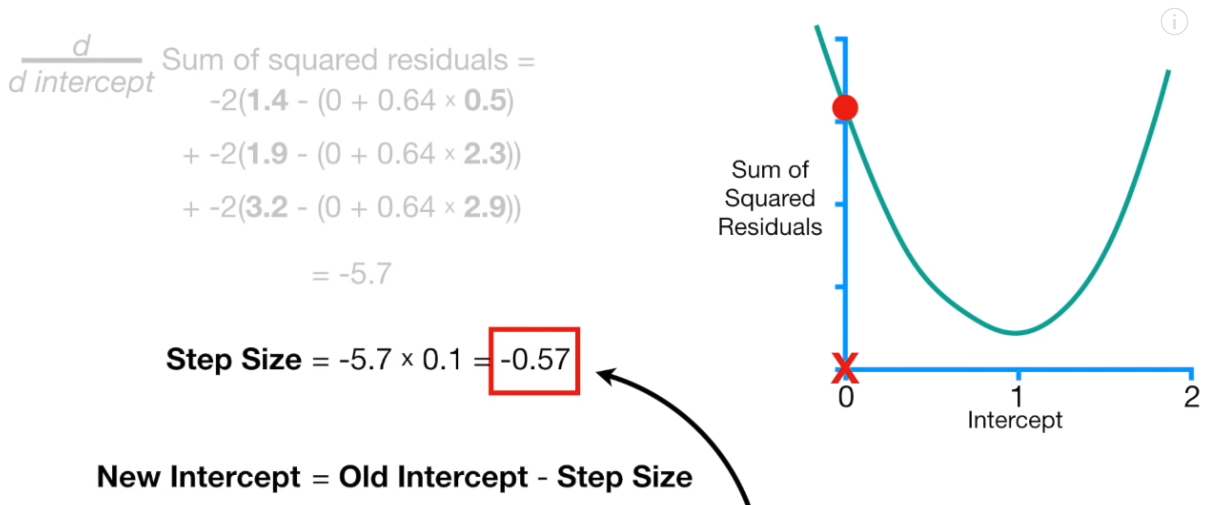 d
d intercept
Sum of squared residuals =
-2(1.4 - (0 + 0.64 × 0.5)
+ -2(1.9 - (0 + 0.64 × 2.3))
+ -2(3.2 - (0 + 0.64 × 2.9))
= -5.7
Step Size = -5.7 × 0.1 = -0.57
New Intercept = Old Intercept - Step Size
i
Sum of
Squared
Residuals
X
0 1 2
Intercept